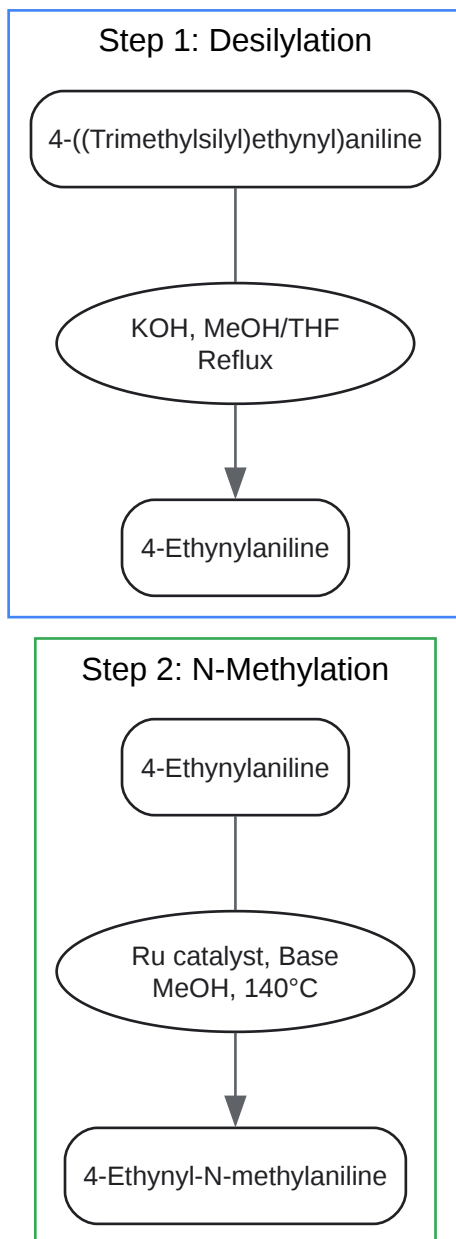 Step 1: Desilylation
4-((Trimethylsilyl)ethynyl)aniline
KOH, MeOH/THF
Reflux
4-Ethynylaniline
Step 2: N-Methylation
4-Ethynylaniline
Ru catalyst, Base
MeOH, 140°C
4-Ethynyl-N-methylaniline